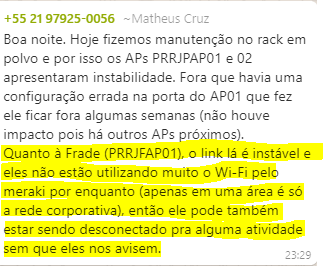 +55 21 97925-0056 ~Matheus Cruz
Boa noite. Hoje fizemos manutenção no rack em
polvo e por isso os APs PRRJPAP01 e 02
apresentaram instabilidade. Fora que havia uma
configuração errada na porta do AP01 que fez
ele ficar fora algumas semanas (não houve
impacto pois há outros APs próximos).
Quanto à Frade (PRRJFAP01), o link lá é instável e
eles não estão utilizando muito o Wi-Fi pelo
meraki por enquanto (apenas em uma área é só
a rede corporativa), então ele pode também
estar sendo desconectado pra alguma atividade
sem que eles nos avisem.
23:29